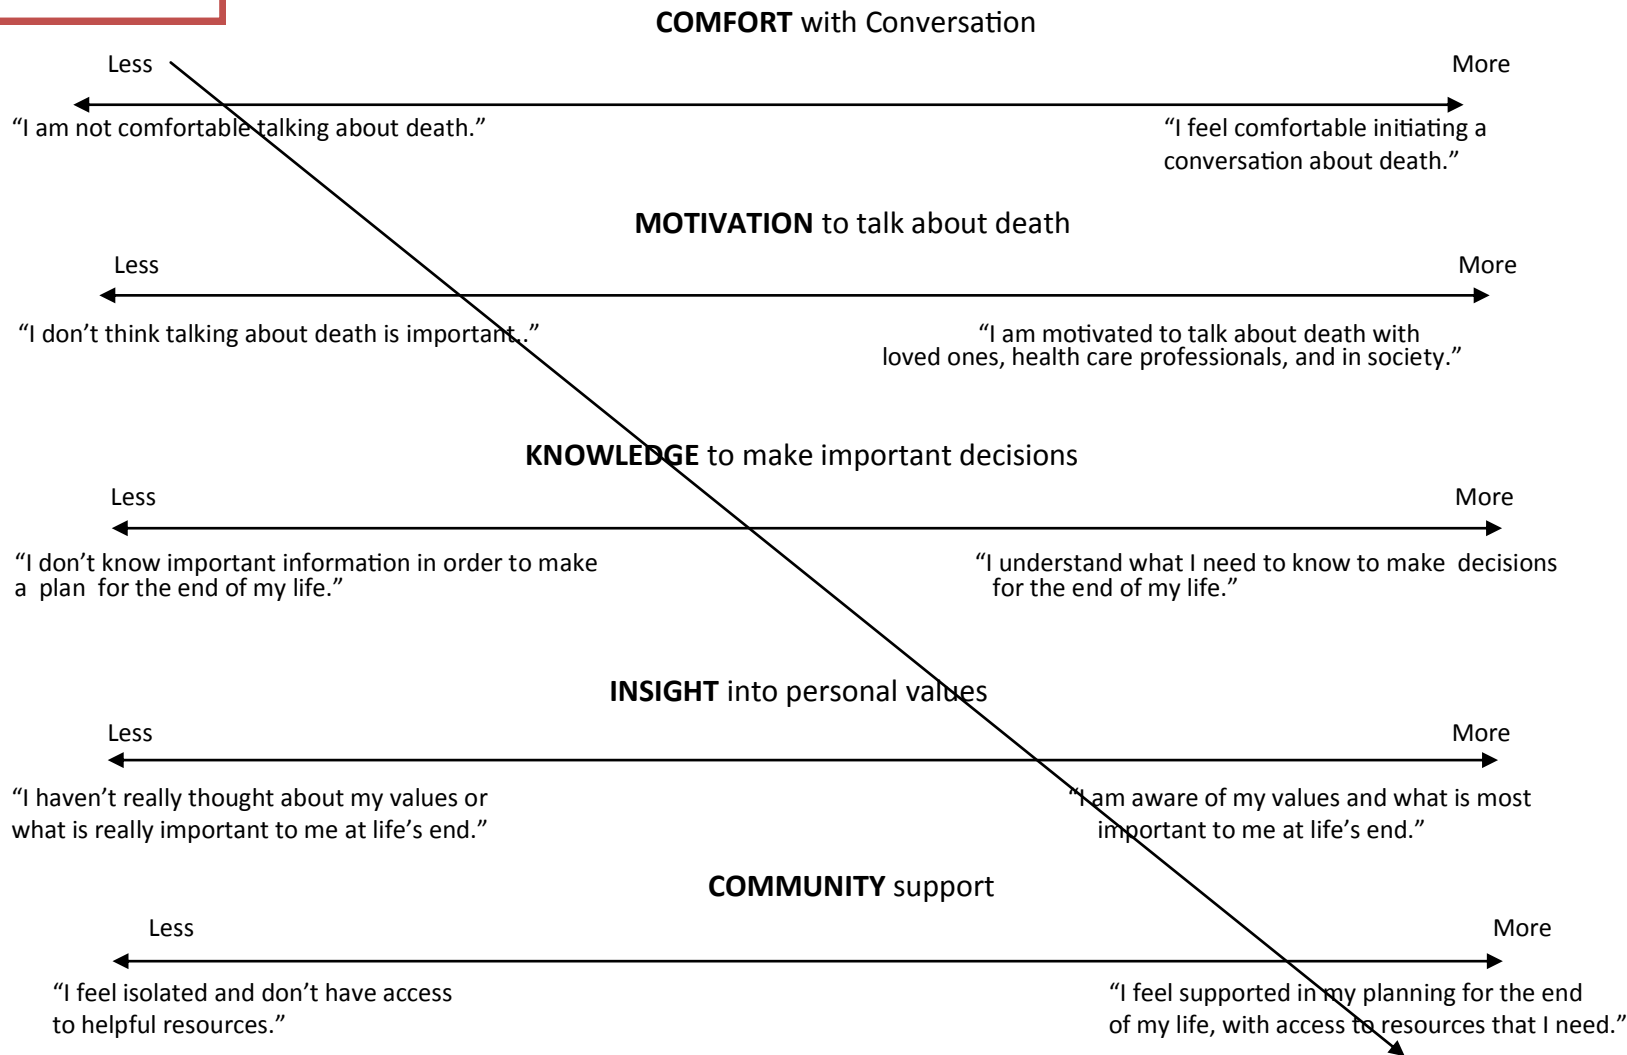 COMFORT with Conversation
Less
More
“I am not comfortable talking about death.”
“I feel comfortable initiating a
conversation about death.”
MOTIVATION to talk about death
Less
More
“I don’t think talking about death is important..”
“I am motivated to talk about death with
loved ones, health care professionals, and in society.”
KNOWLEDGE to make important decisions
Less
More
“I don’t know important information in order to make
a plan for the end of my life.”
“I understand what I need to know to make decisions
for the end of my life.”
INSIGHT into personal values
Less
More
“I haven’t really thought about my values or
what is really important to me at life’s end.”
“I am aware of my values and what is most
important to me at life’s end.”
COMMUNITY support
Less
More
“I feel isolated and don’t have access
to helpful resources.”
“I feel supported in my planning for the end
of my life, with access to resources that I need.”